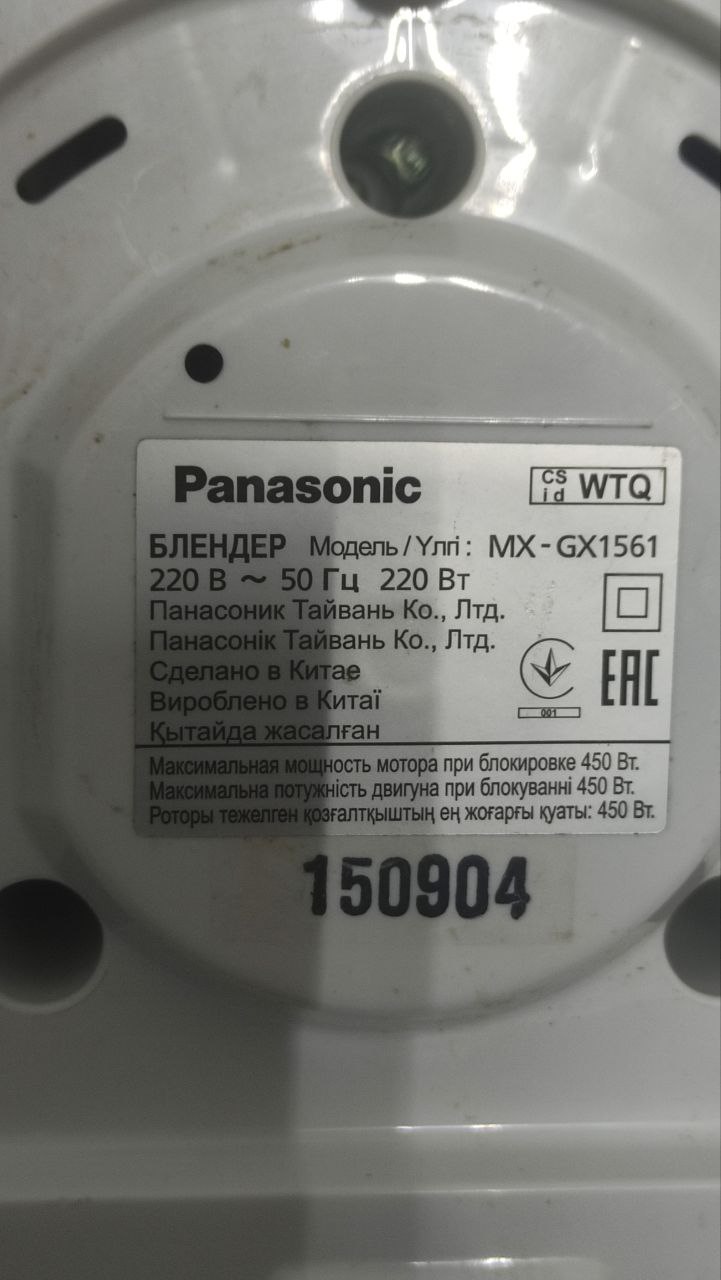 Panasonic
CS id WTQ
БЛЕНДЕР Модель / Үлгі : MX-GX1561
220 В ~ 50 Гц 220 Вт
Панасоник Тайвань Ко., Лтд.
Панасонік Тайвань Ко., Лтд.
Сделано в Китае
Вироблено в Китаї
Қытайда жасалған
001
EAC
Максимальная мощность мотора при блокировке 450 Вт.
Максимальна потужність двигуна при блокуванні 450 Вт.
Роторы тежелген қозғалтқыштың ең жоғарғы қуаты: 450 Вт.
150904